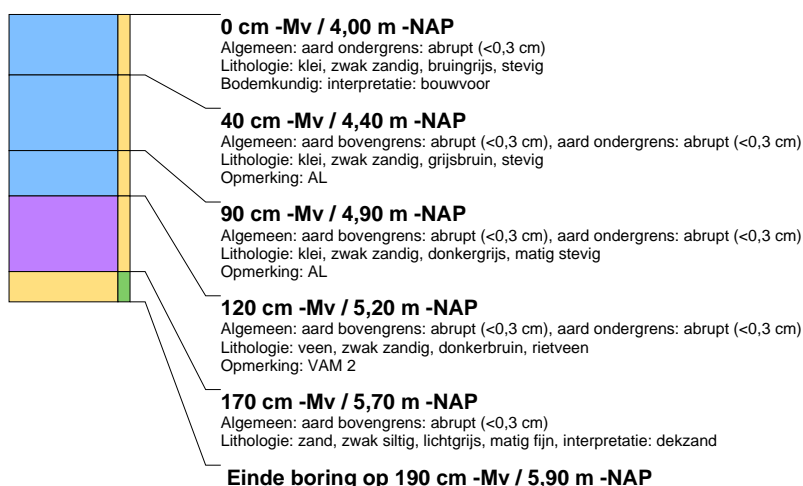 0 cm -Mv / 4,00 m -NAP
Algemeen: aard ondergrens: abrupt (<0,3 cm)
Lithologie: klei, zwak zandig, bruingrijs, stevig
Bodemkundig: interpretatie: bouwvoor
40 cm -Mv / 4,40 m -NAP
Algemeen: aard bovengrens: abrupt (<0,3 cm), aard ondergrens: abrupt (<0,3 cm)
Lithologie: klei, zwak zandig, grijsbruin, stevig
Opmerking: AL
90 cm -Mv / 4,90 m -NAP
Algemeen: aard bovengrens: abrupt (<0,3 cm), aard ondergrens: abrupt (<0,3 cm)
Lithologie: klei, zwak zandig, donkergrijs, matig stevig
Opmerking: AL
120 cm -Mv / 5,20 m -NAP
Algemeen: aard bovengrens: abrupt (<0,3 cm), aard ondergrens: abrupt (<0,3 cm)
Lithologie: veen, zwak zandig, donkerbruin, rietveen
Opmerking: VAM 2
170 cm -Mv / 5,70 m -NAP
Algemeen: aard bovengrens: abrupt (<0,3 cm)
Lithologie: zand, zwak siltig, lichtgrijs, matig fijn, interpretatie: dekzand
Einde boring op 190 cm -Mv / 5,90 m -NAP